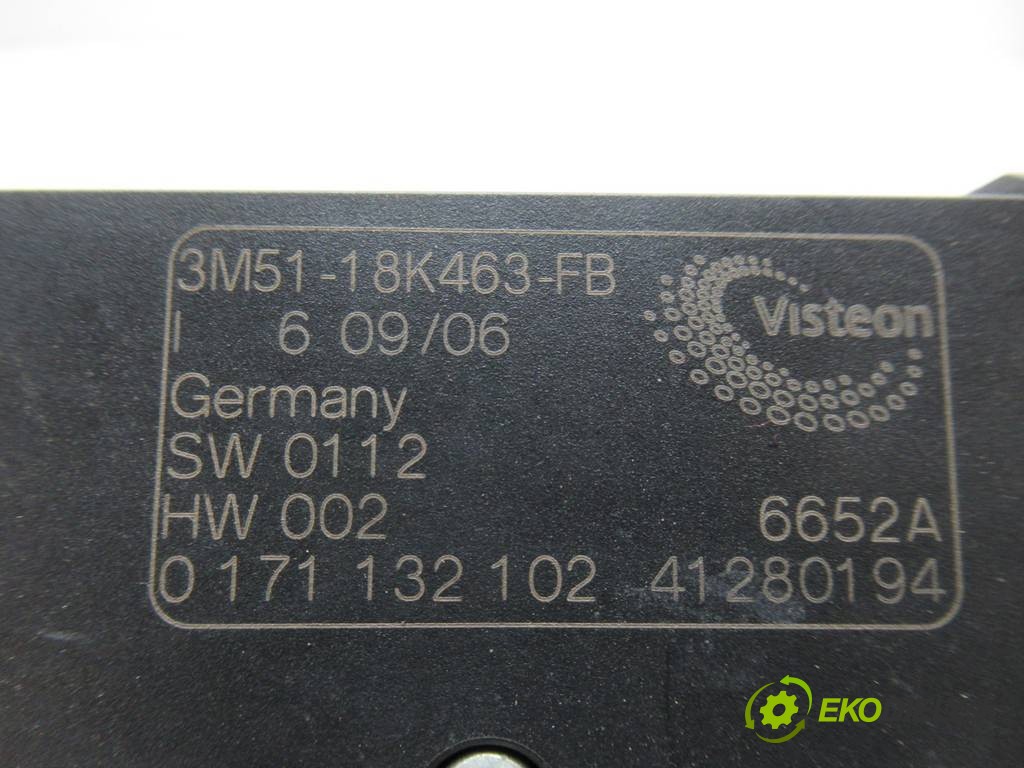 3M51-18K463-FB
I 6 09/06
Visteon
Germany
SW 0112
HW 002 6652A
0 171 132 102 41280194
EKO